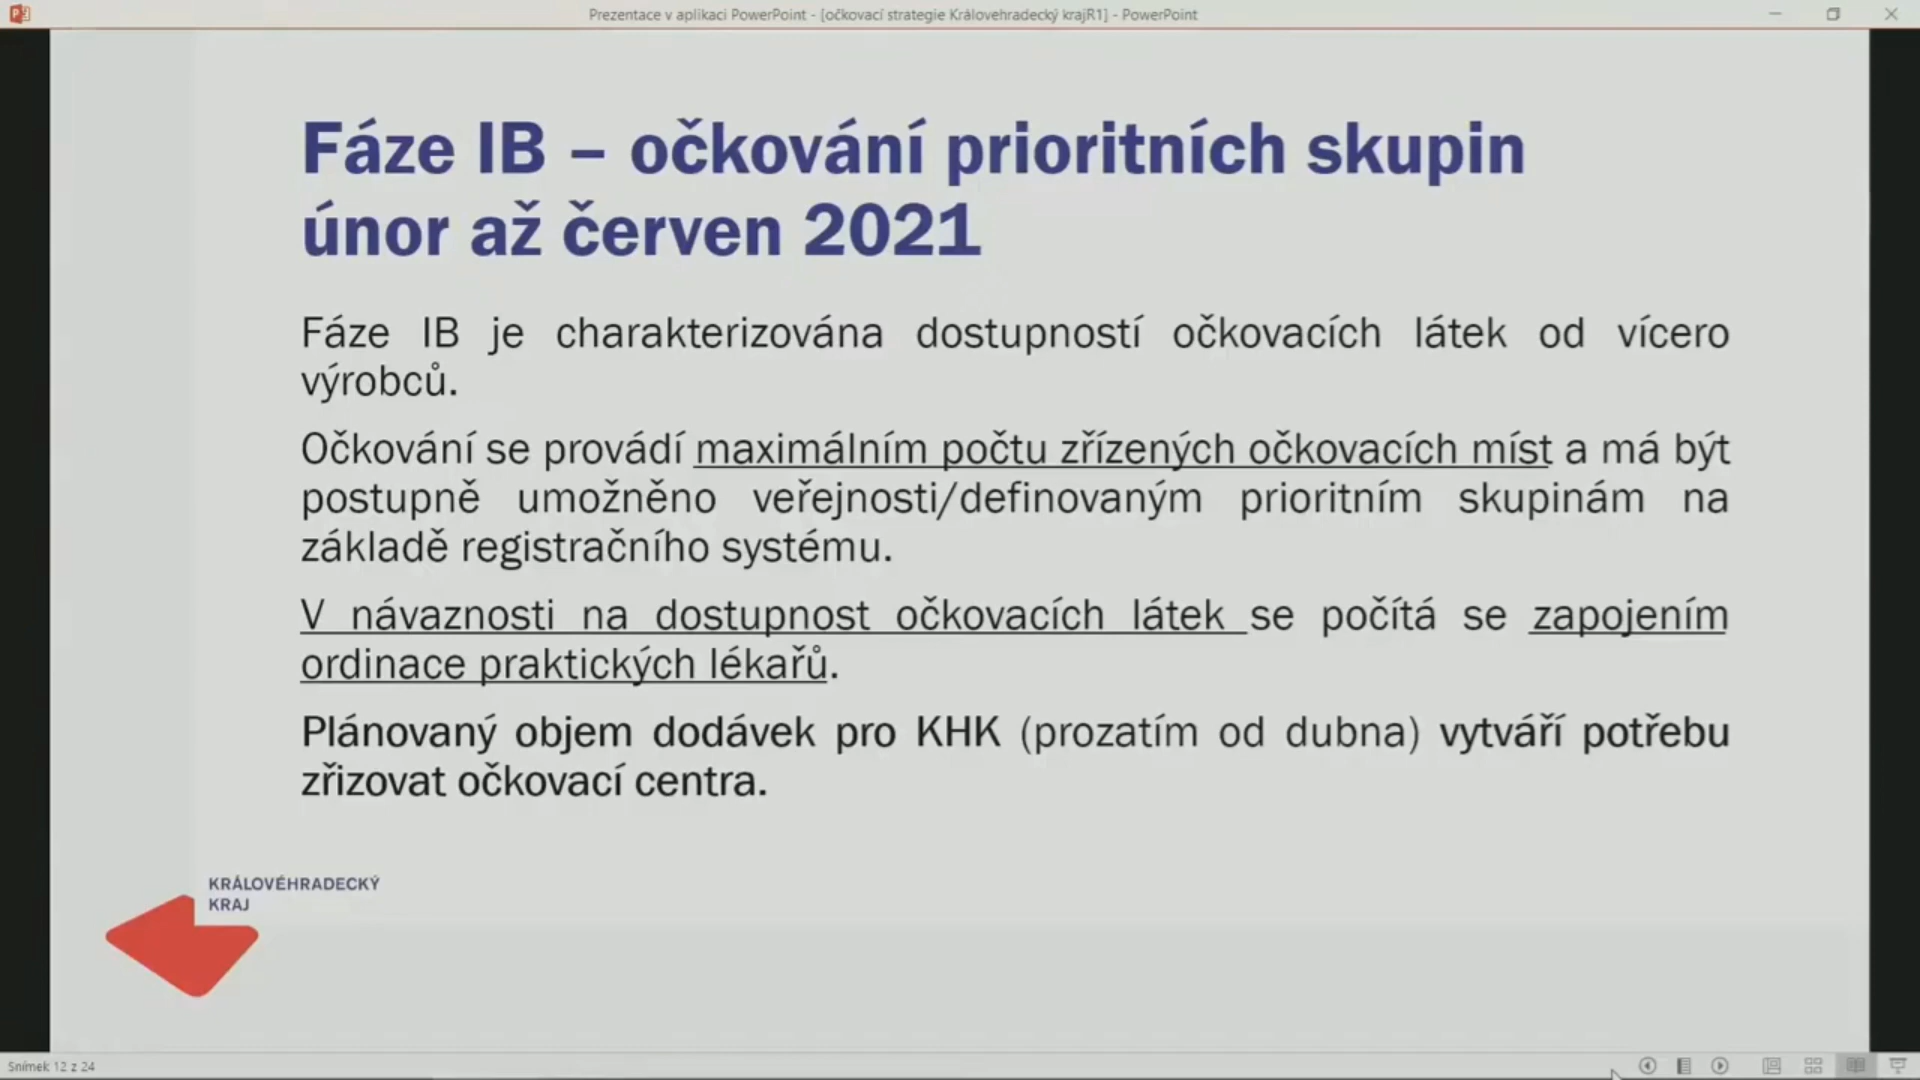 Prezentace v aplikaci PowerPoint - [očkovací strategie Královehradecký krajR1] - PowerPoint
Fáze IB – očkování prioritních skupin
únor až červen 2021
Fáze IB je charakterizována dostupností očkovacích látek od vícero
výrobců.
Očkování se provádí maximálním počtu zřízených očkovacích míst a má být
postupně umožněno veřejnosti/definovaným prioritním skupinám na
základě registračního systému.
V návaznosti na dostupnost očkovacích látek se počítá se zapojením
ordinace praktických lékařů.
Plánovaný objem dodávek pro KHK (prozatím od dubna) vytváří potřebu
zřizovat očkovací centra.
KRÁLOVÉHRADECKÝ
KRAJ
Snímek 12 z 24